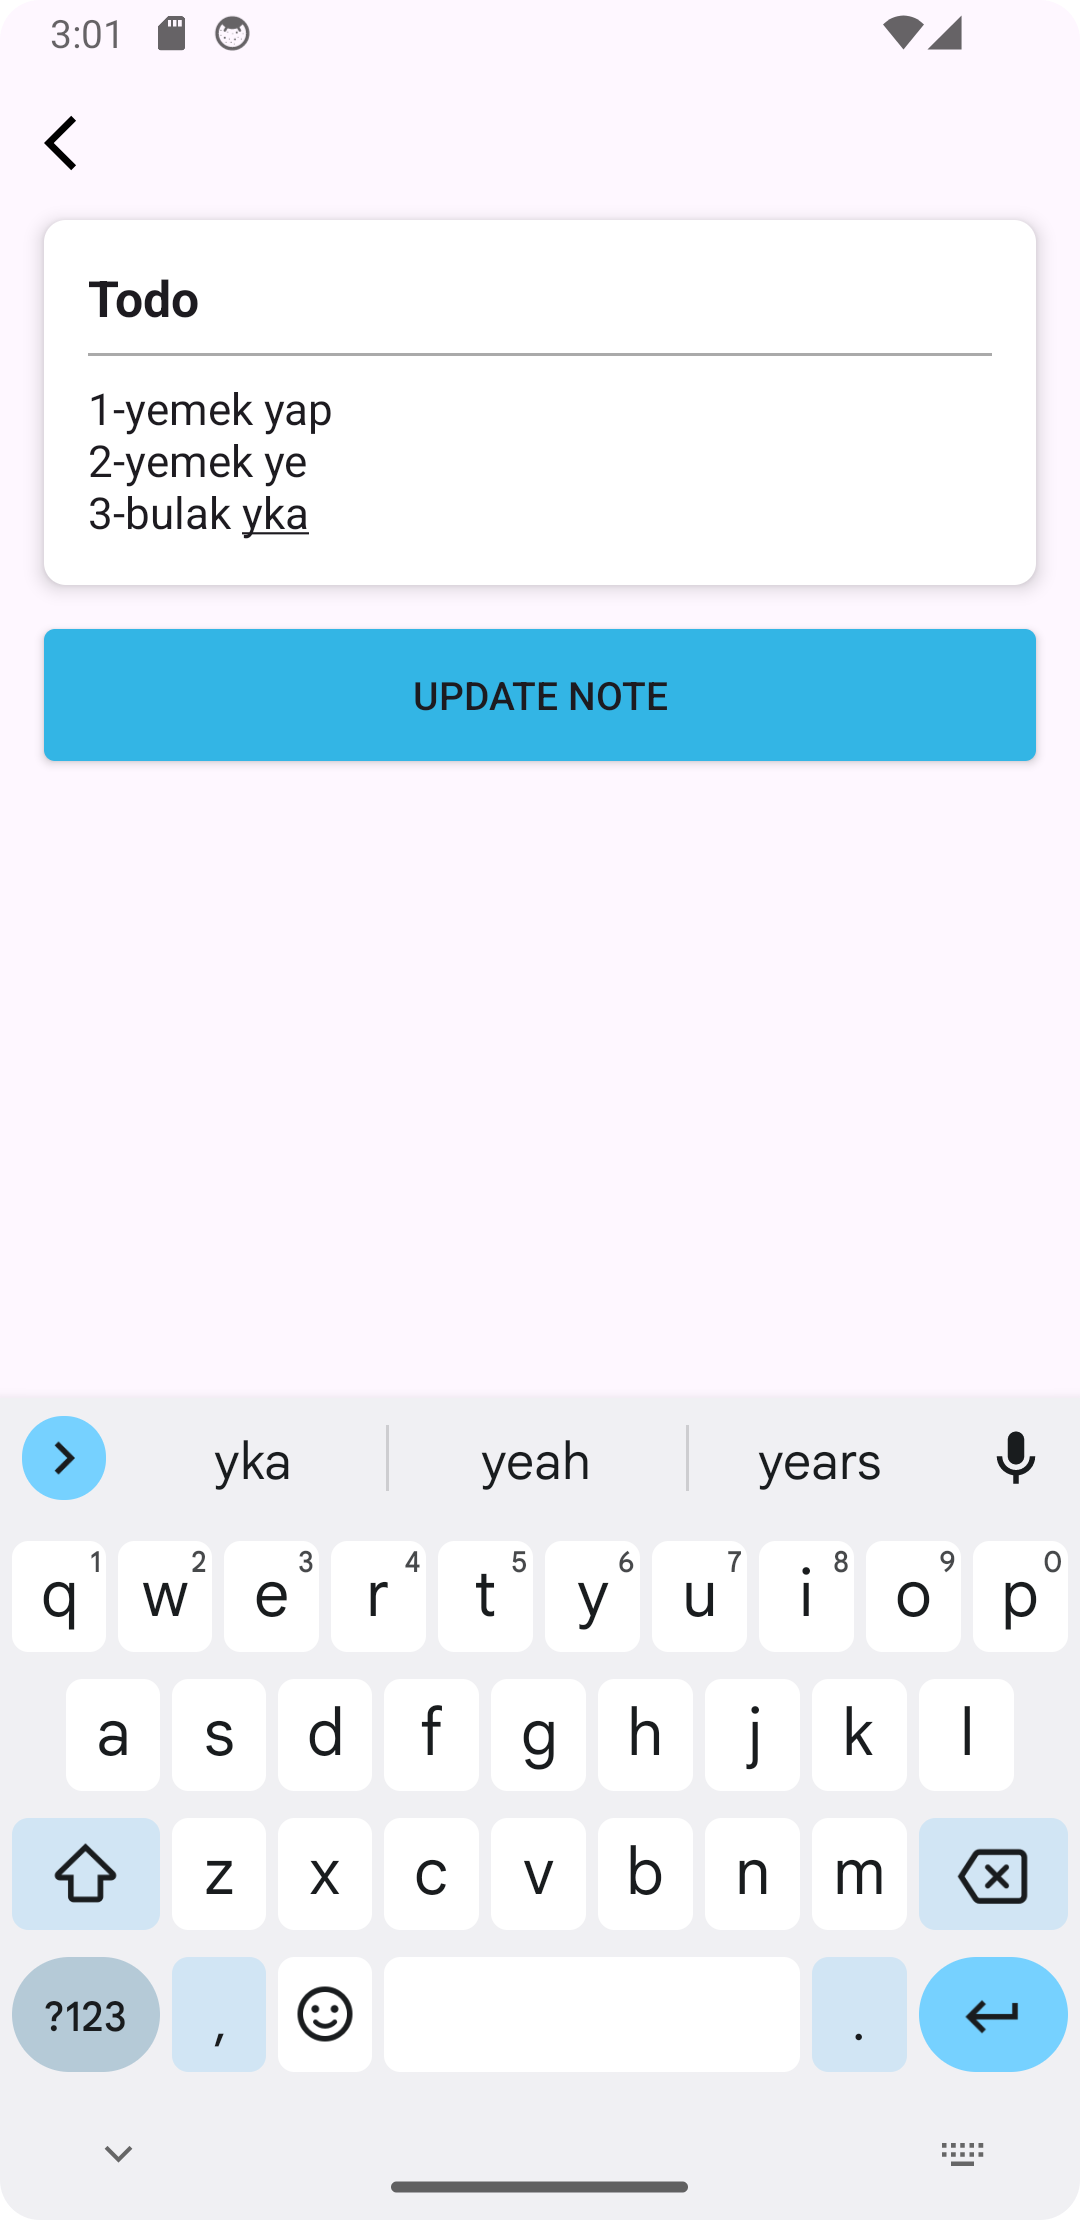 3:01
Todo
1-yemek yap
2-yemek ye
3-bulak yka
UPDATE NOTE
yka yeah years
q 1 w 2 e 3 r 4 t 5 y 6 u 7 i 8 o 9 p 0
a s d f g h j k l
z x c v b n m
?123 , .